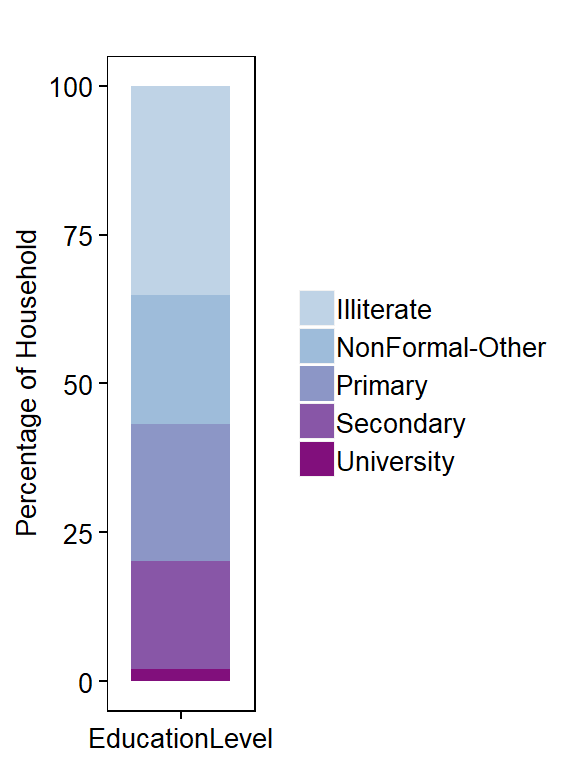 100
75
50
25
0
Percentage of Household
EducationLevel
Illiterate
NonFormal-Other
Primary
Secondary
University